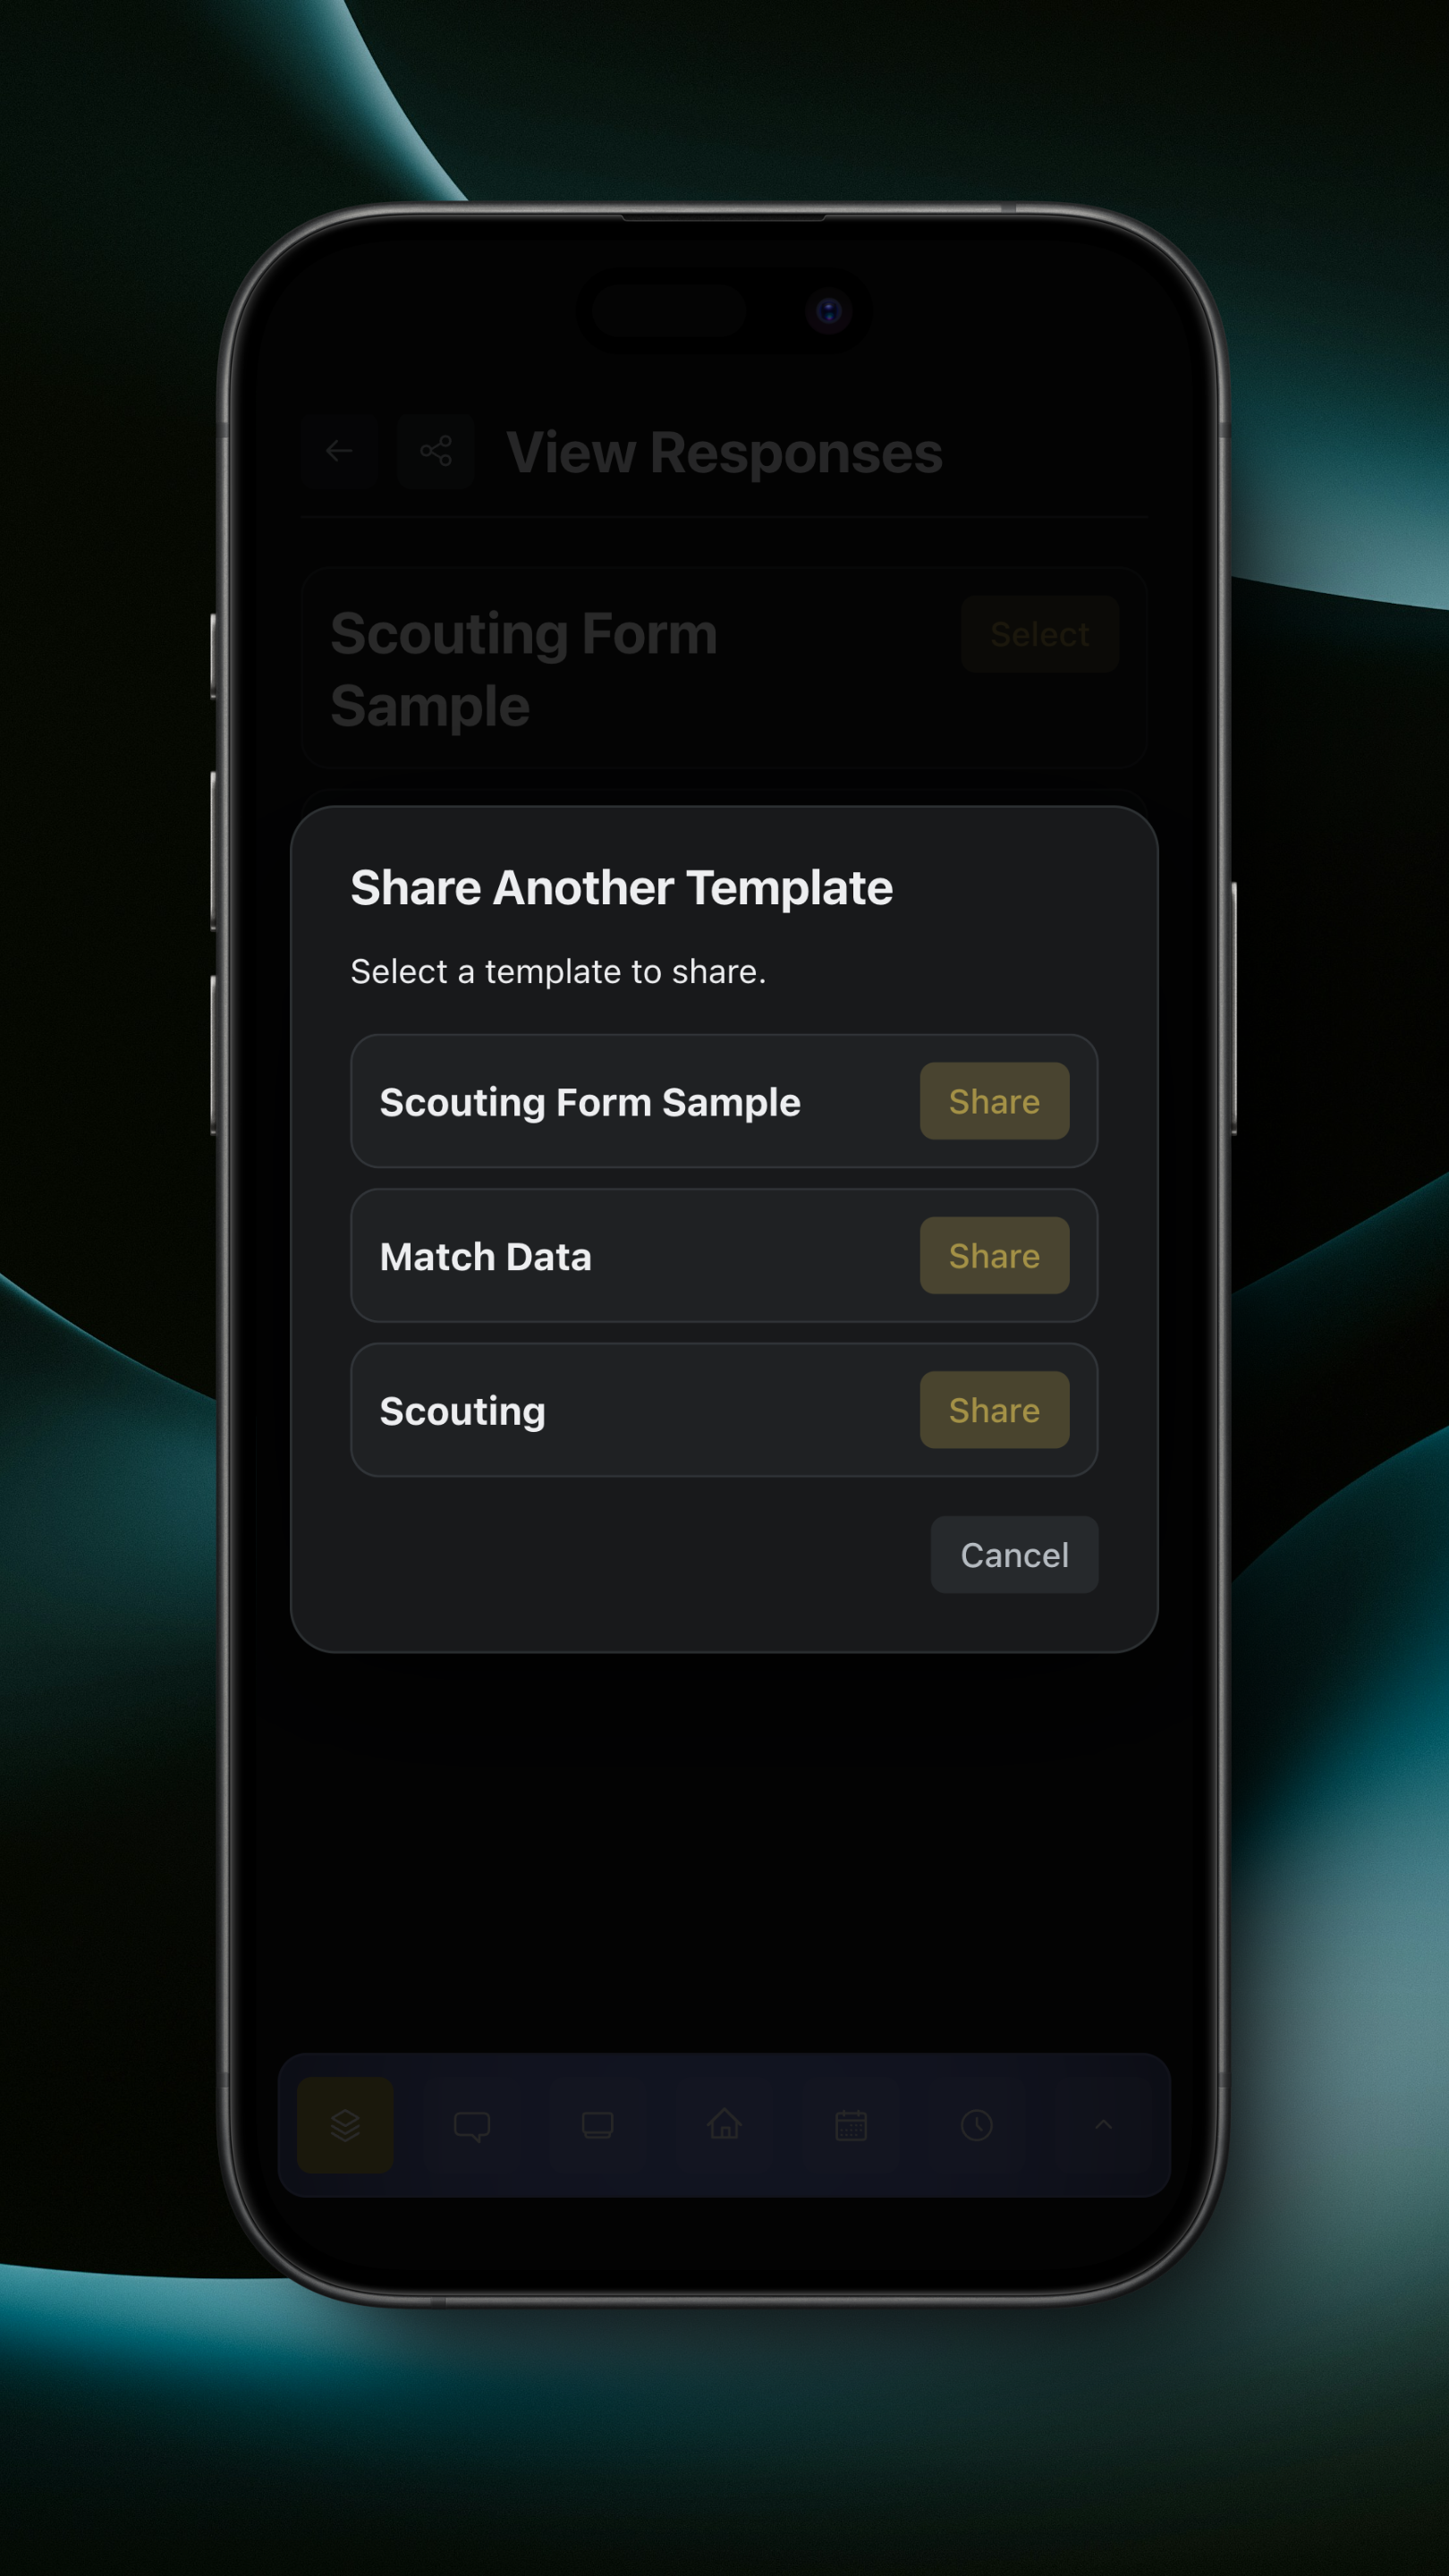 View Responses
Scouting Form
Sample
Select
Share Another Template
Select a template to share.
Scouting Form Sample
Share
Match Data
Share
Scouting
Share
Cancel